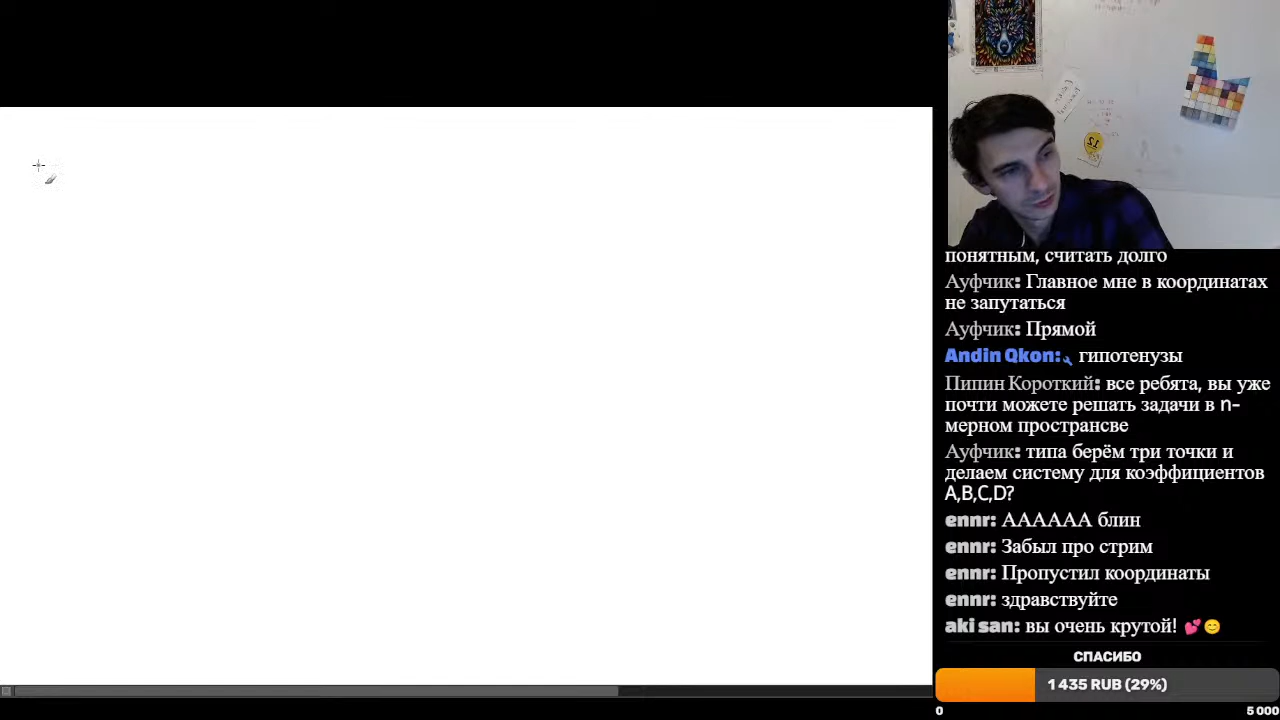 12
понятным, считать долго
Ауфчик: Главное мне в координатах
не запутаться
Ауфчик: Прямой
Andin Qkon: гипотенузы
Пипин Короткий: все ребята, вы уже
почти можете решать задачи в n-
мерном пространсве
Ауфчик: типа берём три точки и
делаем систему для коэффициентов
A,B,C,D?
ennr: АААААА блин
ennr: Забыл про стрим
ennr: Пропустил координаты
ennr: здравствуйте
aki san: вы очень крутой! 💕😊
СПАСИБО
1 435 RUB (29%)
0 5 000